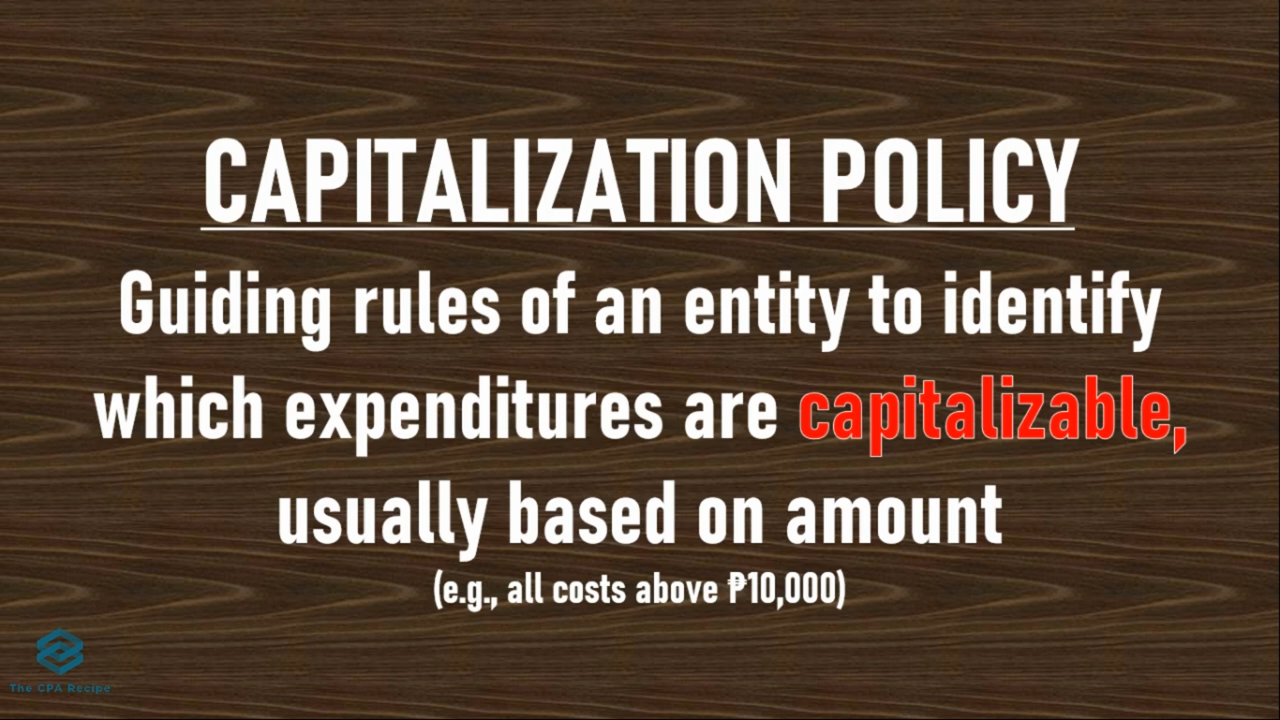 CAPITALIZATION POLICY
Guiding rules of an entity to identify
which expenditures are capitalizable,
usually based on amount
(e.g., all costs above ₱10,000)
The CPA Recipe